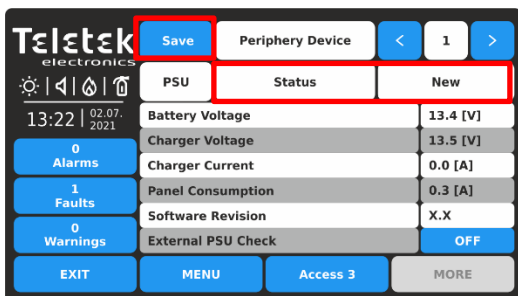 Teletek
electronics
Save
Periphery Device
<
1
>
PSU
Status
New
13:22
02.07.
2021
Battery Voltage 13.4 [V]
Charger Voltage 13.5 [V]
Charger Current 0.0 [A]
Panel Consumption 0.3 [A]
Software Revision X.X
External PSU Check OFF
0
Alarms
1
Faults
0
Warnings
EXIT
MENU
Access 3
MORE